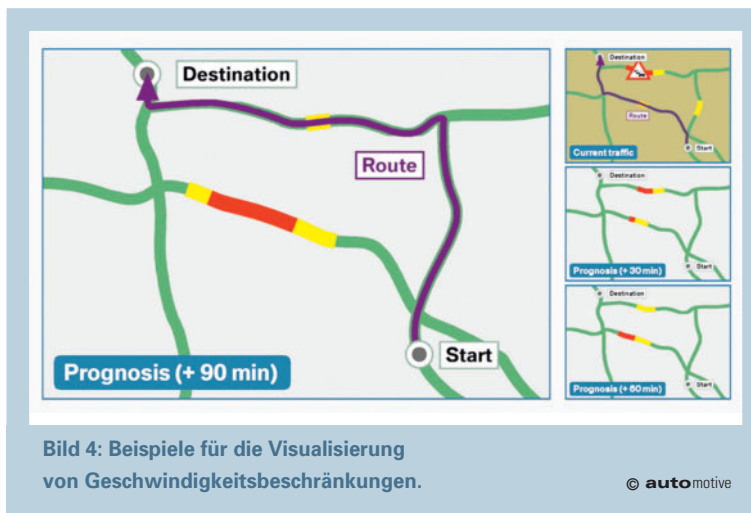 Destination
Route
Start
Prognosis (+ 90 min)
Destination
Route
Start
Current traffic
Destination
Start
Prognosis (+ 30 min)
Destination
Start
Prognosis (+ 60 min)
Bild 4: Beispiele für die Visualisierung
von Geschwindigkeitsbeschränkungen.
© automotive